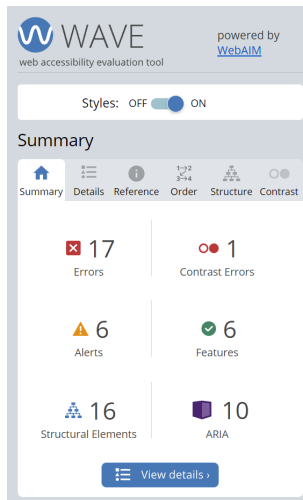 WAVE
web accessibility evaluation tool
powered by
WebAIM
Styles: OFF ON
Summary
Summary Details Reference Order Structure Contrast
17 1
Errors Contrast Errors
6 6
Alerts Features
16 10
Structural Elements ARIA
View details ›